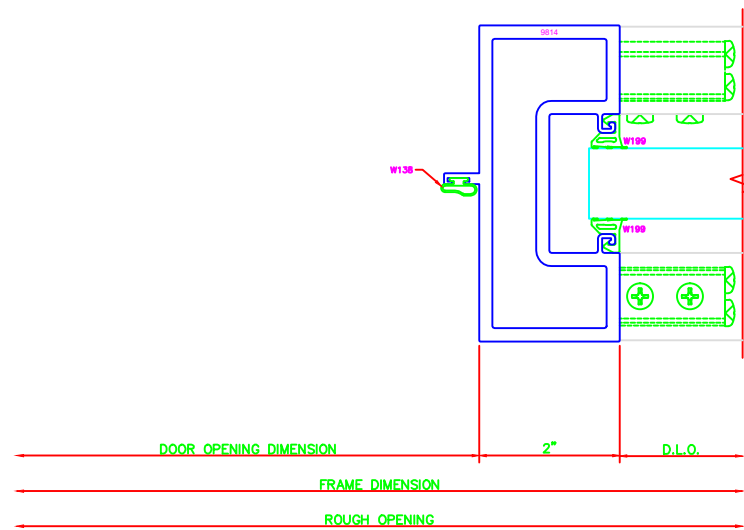 9814
W199
W138
W199
DOOR OPENING DIMENSION 2" D.L.O.
FRAME DIMENSION
ROUGH OPENING